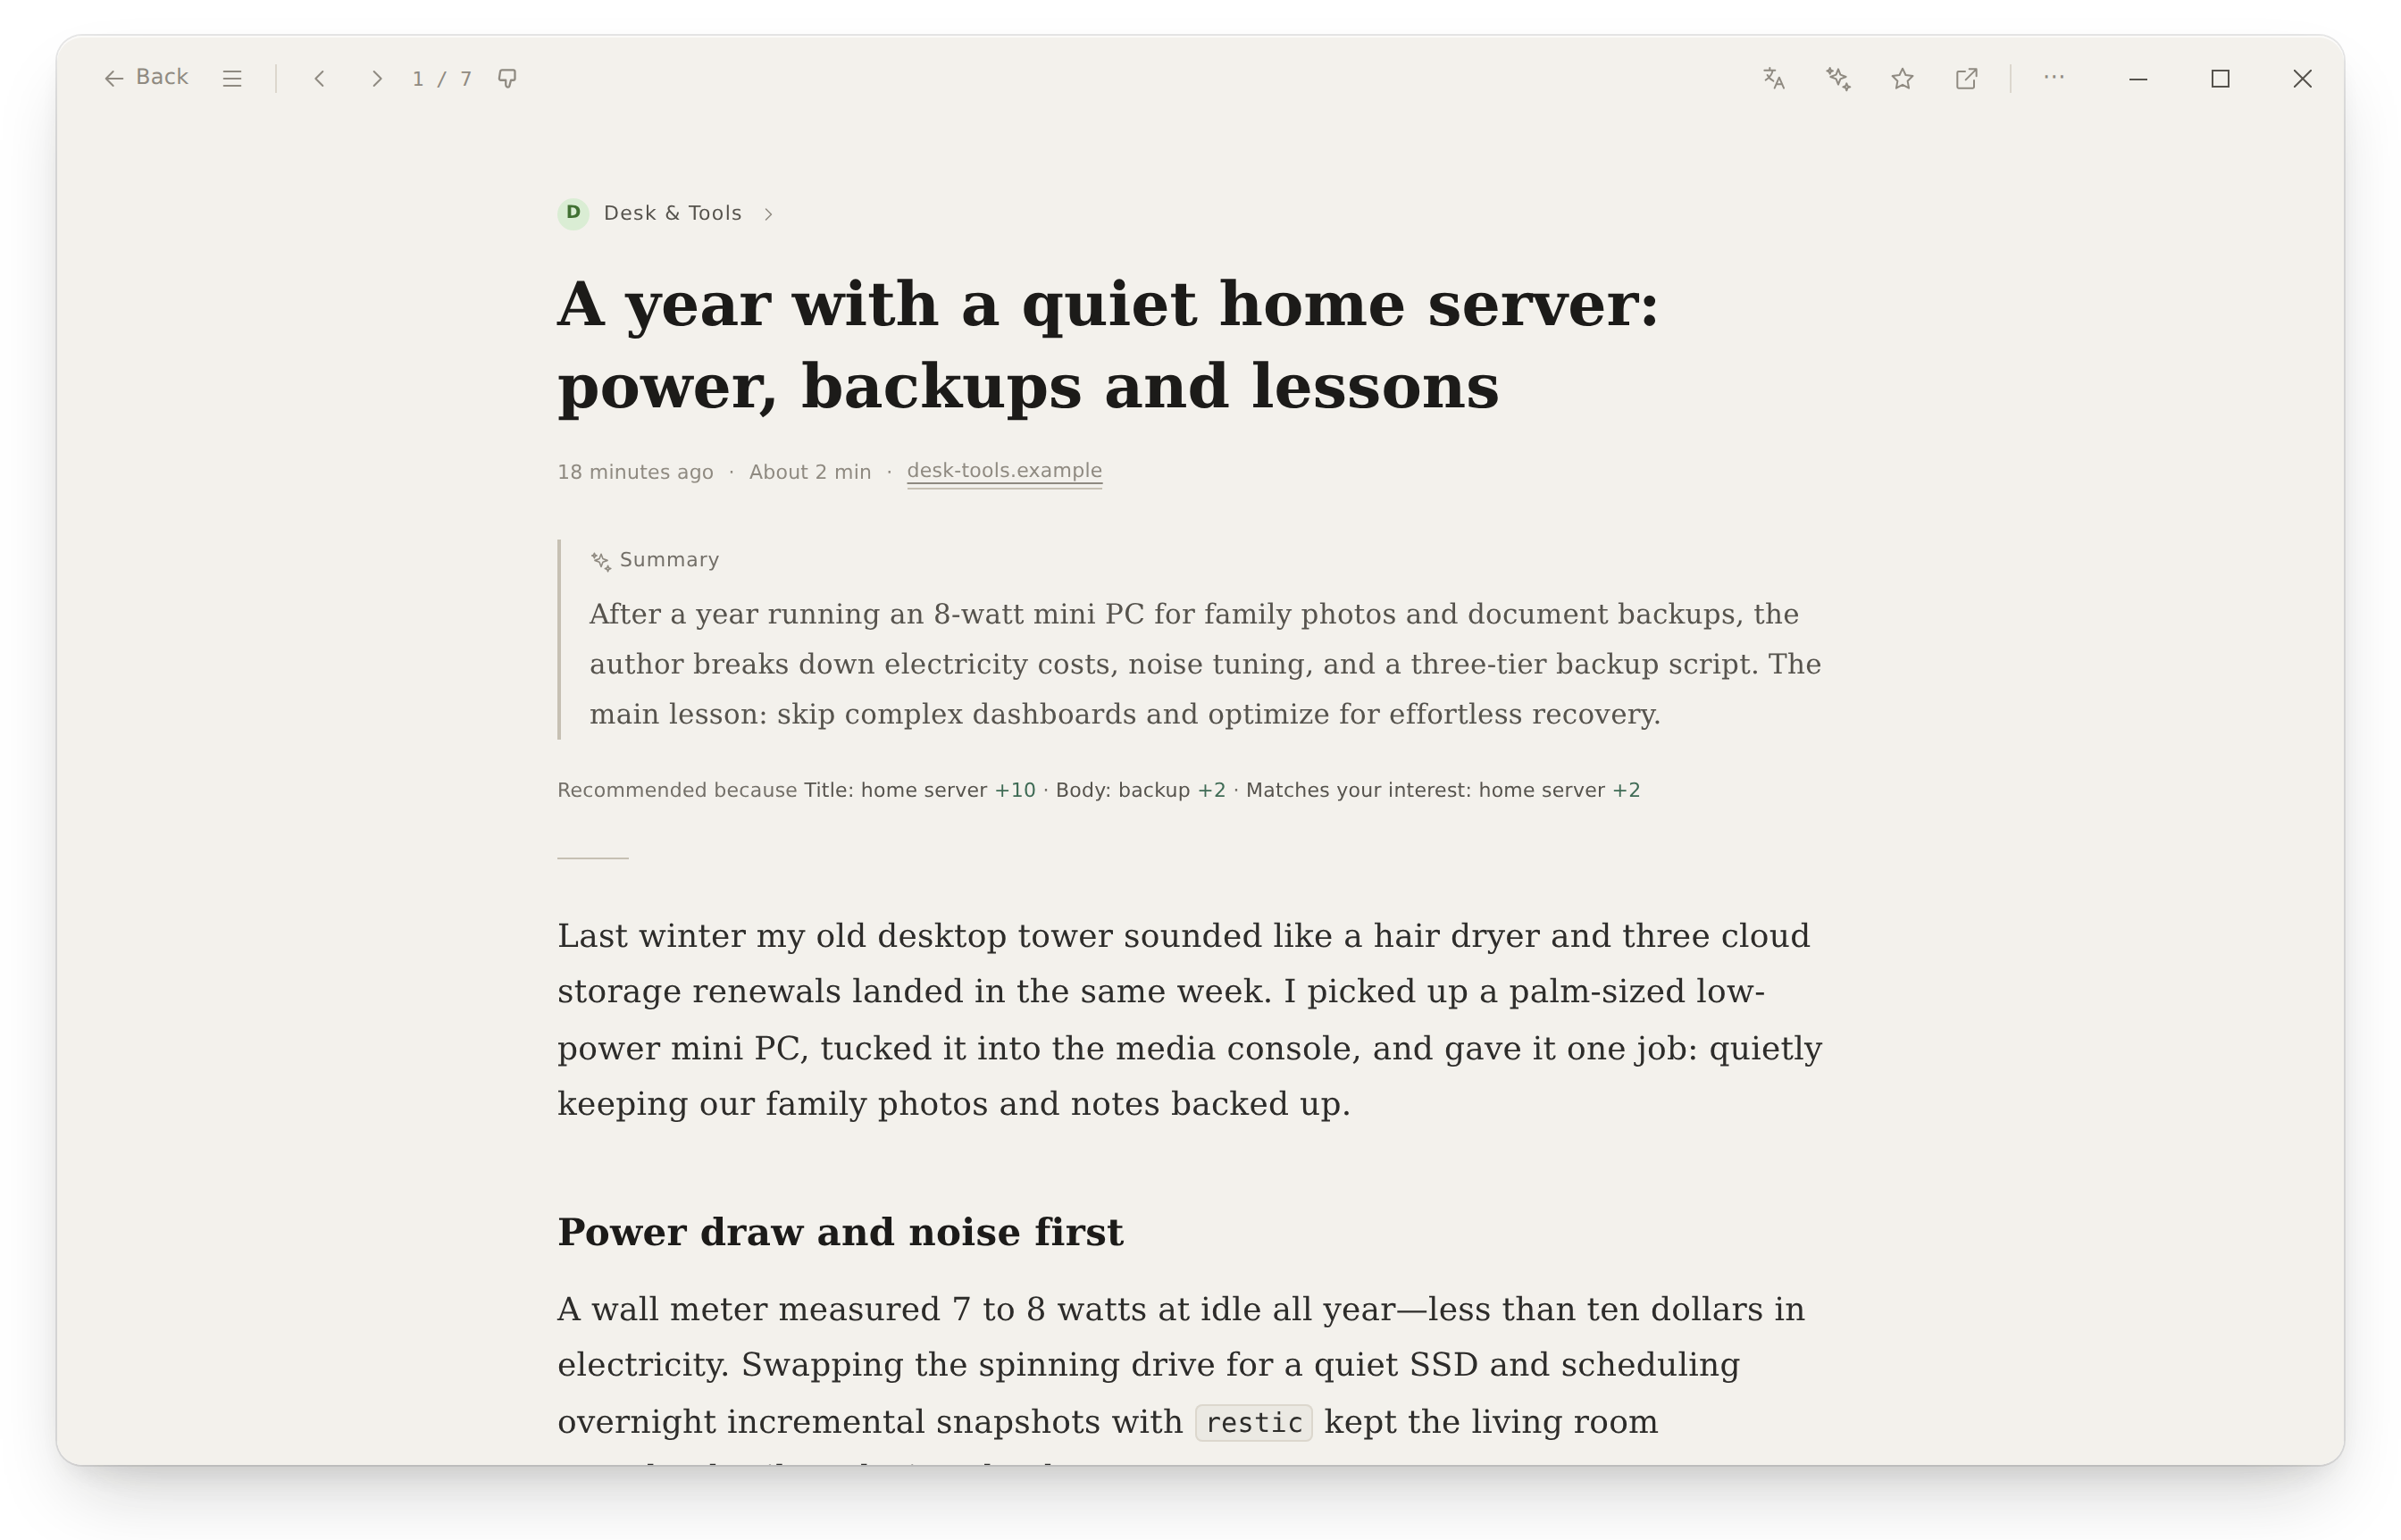 Back
1 / 7
D Desk & Tools
A year with a quiet home server:
power, backups and lessons
18 minutes ago · About 2 min · desk-tools.example
Summary
After a year running an 8-watt mini PC for family photos and document backups, the
author breaks down electricity costs, noise tuning, and a three-tier backup script. The
main lesson: skip complex dashboards and optimize for effortless recovery.
Recommended because Title: home server +10 · Body: backup +2 · Matches your interest: home server +2
Last winter my old desktop tower sounded like a hair dryer and three cloud
storage renewals landed in the same week. I picked up a palm-sized low-
power mini PC, tucked it into the media console, and gave it one job: quietly
keeping our family photos and notes backed up.
Power draw and noise first
A wall meter measured 7 to 8 watts at idle all year—less than ten dollars in
electricity. Swapping the spinning drive for a quiet SSD and scheduling
overnight incremental snapshots with restic kept the living room